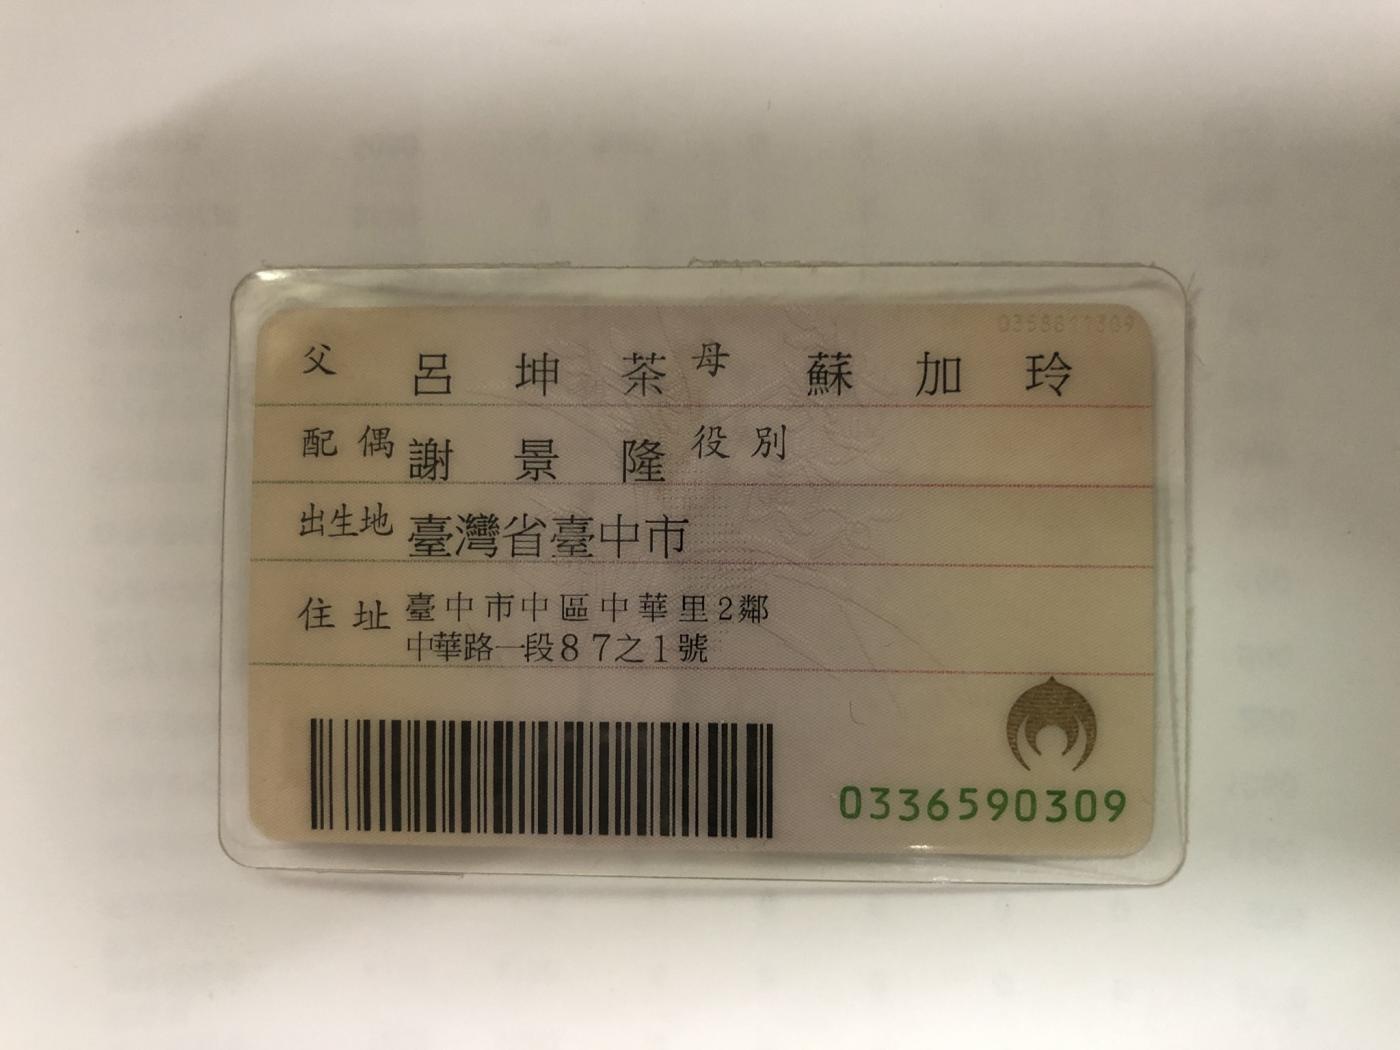 父 呂坤茶 母 蘇加玲
配偶 謝景隆 役別
出生地 臺灣省臺中市
住址 臺中市中區中華里2鄰
中華路一段87之1號
0336590309